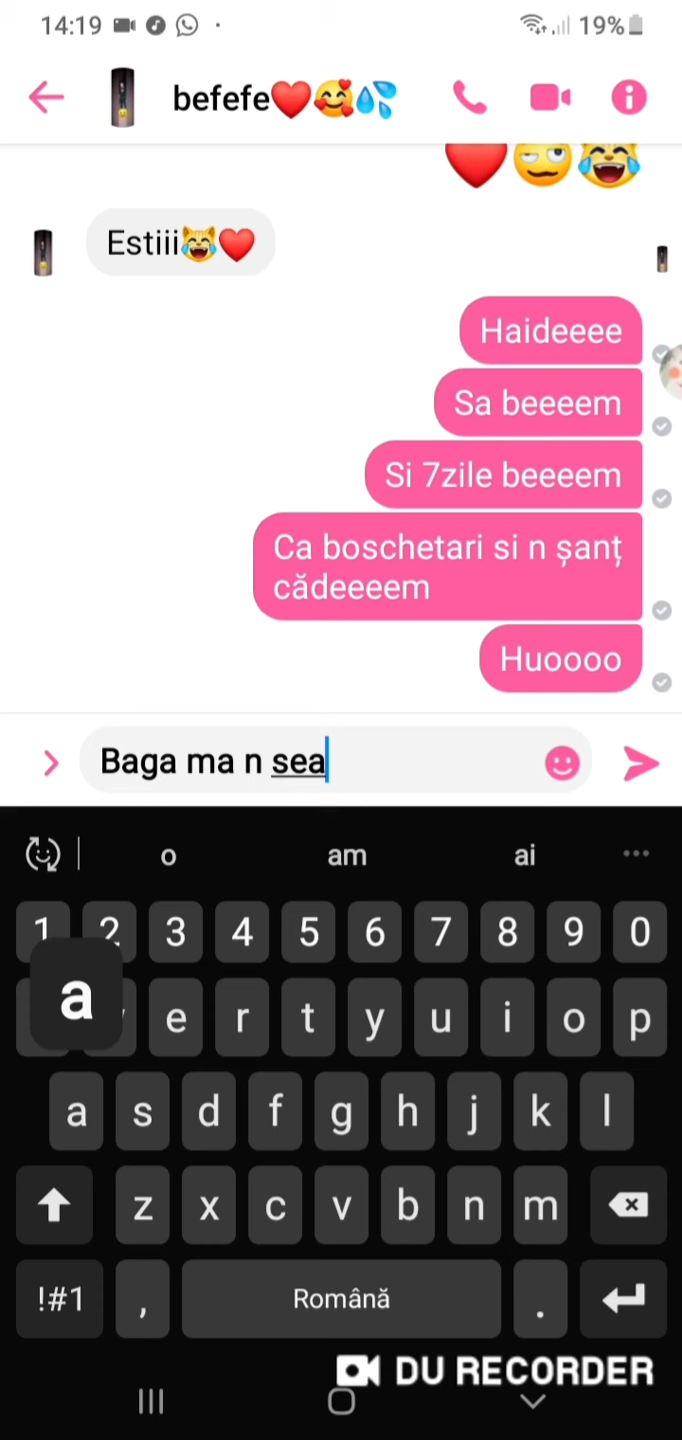 14:19
19%
befefe❤️🥰💦
❤️🙄😹
Estiii😹❤️
Haideeee
Sa beeeem
Si 7zile beeeem
Ca boschetari si n șanț
cădeeeem
Huoooo
Baga ma n sea
o am ai
1 2 3 4 5 6 7 8 9 0
a
e r t y u i o p
a s d f g h j k l
z x c v b n m
!#1 , Română .
DU RECORDER